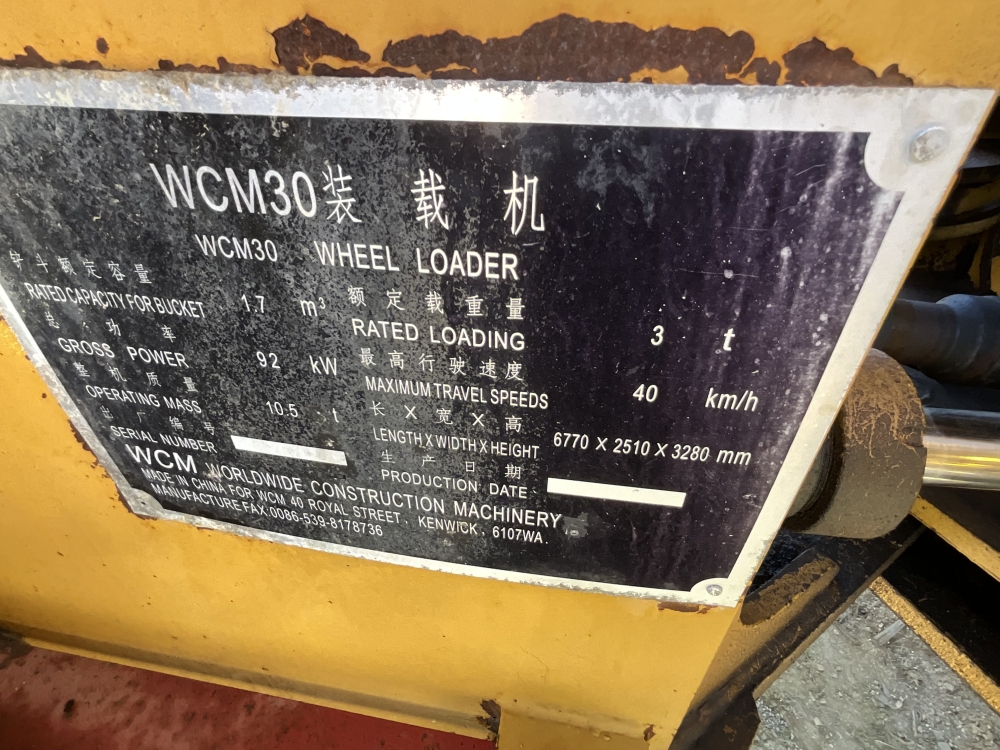 WCM30装载机
WCM30 WHEEL LOADER
铲斗额定容量
RATED CAPACITY FOR BUCKET 1.7 m³
额定载重量
RATED LOADING 3 t
总功率
GROSS POWER 92 kW
最高行驶速度
MAXIMUM TRAVEL SPEEDS 40 km/h
整机质量
OPERATING MASS 10.5 t
长×宽×高
LENGTH X WIDTH X HEIGHT 6770 X 2510 X 3280 mm
出厂编号
SERIAL NUMBER
生产日期
PRODUCTION DATE
WCM WORLDWIDE CONSTRUCTION MACHINERY
MADE IN CHINA FOR WCM 40 ROYAL STREET, KENWICK, 6107WA.
MANUFACTURE FAX:0086-539-8178736